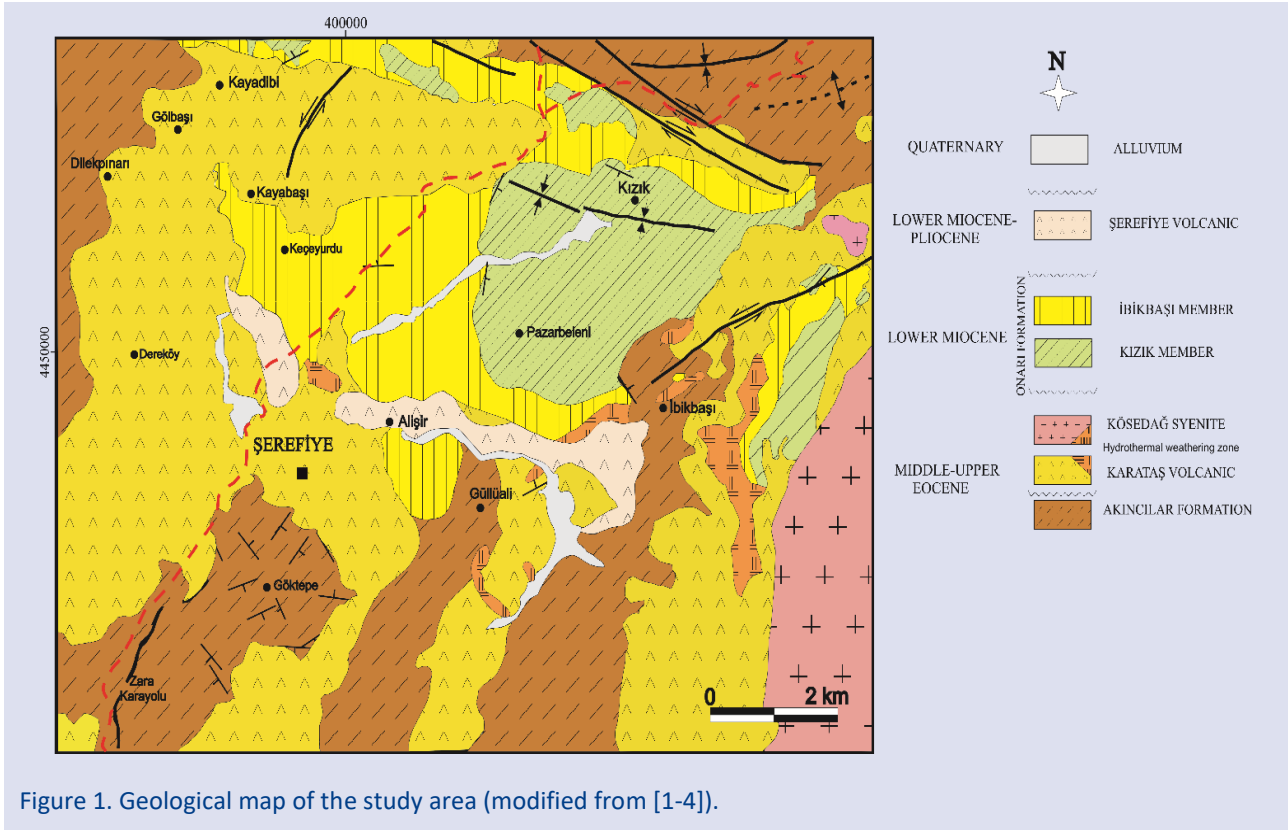 400000
4450000
Kayadibi
Gölbaşı
Dilekpınarı
Kayabaşı
Kızık
Keçeyurdu
Pazarbeleni
Dereköy
İbikbaşı
Alişir
ŞEREFİYE
Güllüali
Göktepe
Zara
Karayolu
0 2 km
N
QUATERNARY
ALLUVIUM
LOWER MIOCENE-
PLIOCENE
ŞEREFİYE VOLCANIC
LOWER MIOCENE
ONARI FORMATION
İBİKBAŞI MEMBER
KIZIK MEMBER
MIDDLE-UPPER
EOCENE
KÖSEDAĞ SYENITE
Hydrothermal weathering zone
KARATAŞ VOLCANIC
AKINCILAR FORMATION
Figure 1. Geological map of the study area (modified from [1-4]).